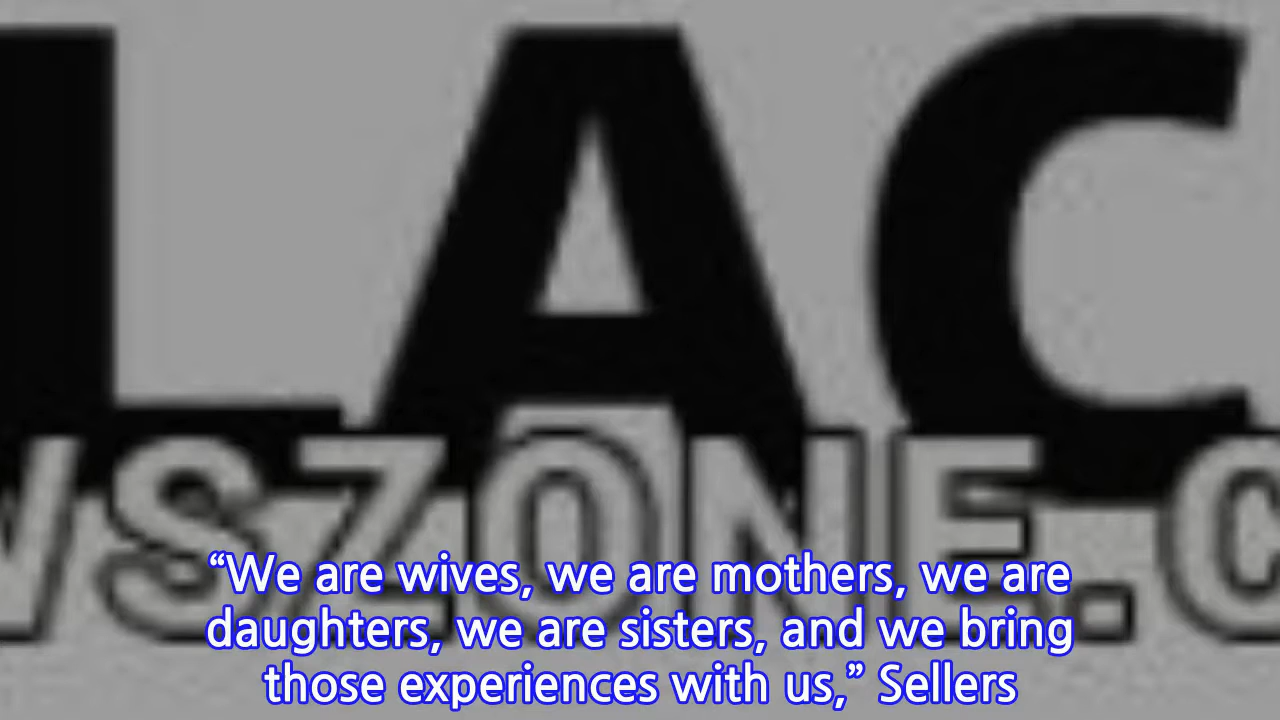 LAC
WSZONE.C
“We are wives, we are mothers, we are
daughters, we are sisters, and we bring
those experiences with us,” Sellers